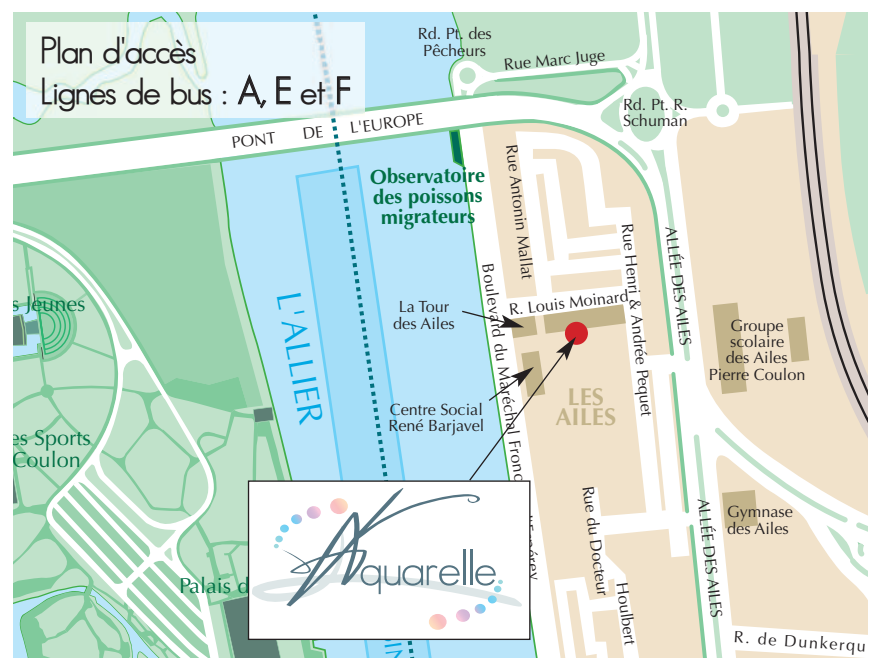 Plan d'accès
Lignes de bus : A, E et F
Rd. Pt. des
Pêcheurs
Rue Marc Juge
Rd. Pt. R.
Schuman
PONT DE L'EUROPE
Observatoire
des poissons
migrateurs
Rue Antonin Mallat
Rue Henri & Andrée Pequet
ALLÉE DES AILES
R. Louis Moinard
La Tour
des Ailes
Boulevard du Maréchal Franc
L'ALLIER
s Jeunes
Groupe
scolaire
des Ailes
Pierre Coulon
LES
AILES
Centre Social
René Barjavel
es Sports
Coulon
Rue du Docteur
Houlbert
ALLÉE DES AILES
Gymnase
des Ailes
Aquarelle
Palais d
R. de Dunkerqu